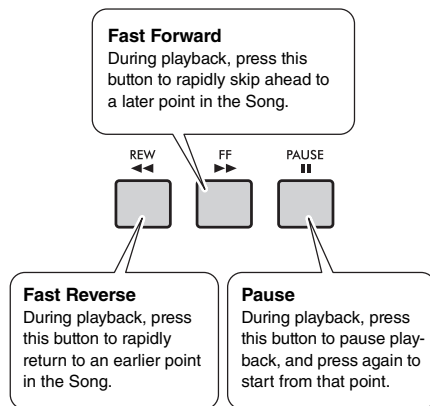 Fast Forward
During playback, press this
button to rapidly skip ahead to
a later point in the Song.
REW FF PAUSE
Fast Reverse
During playback, press
this button to rapidly
return to an earlier point
in the Song.
Pause
During playback, press
this button to pause play-
back, and press again to
start from that point.